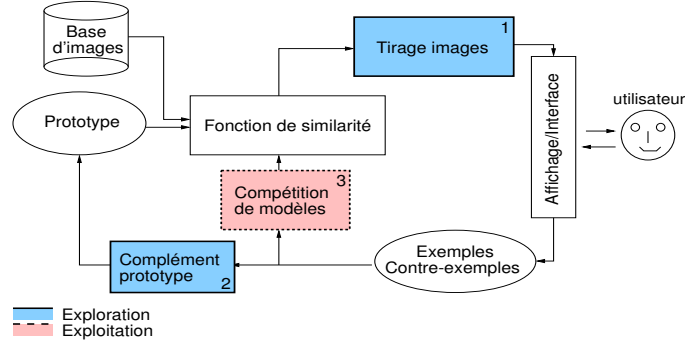 Base
d'images
1
Tirage images
utilisateur
Prototype
Fonction de similarité
Affichage/Interface
3
Compétition
de modèles
Exemples
Contre-exemples
Complément
prototype
2
Exploration
Exploitation